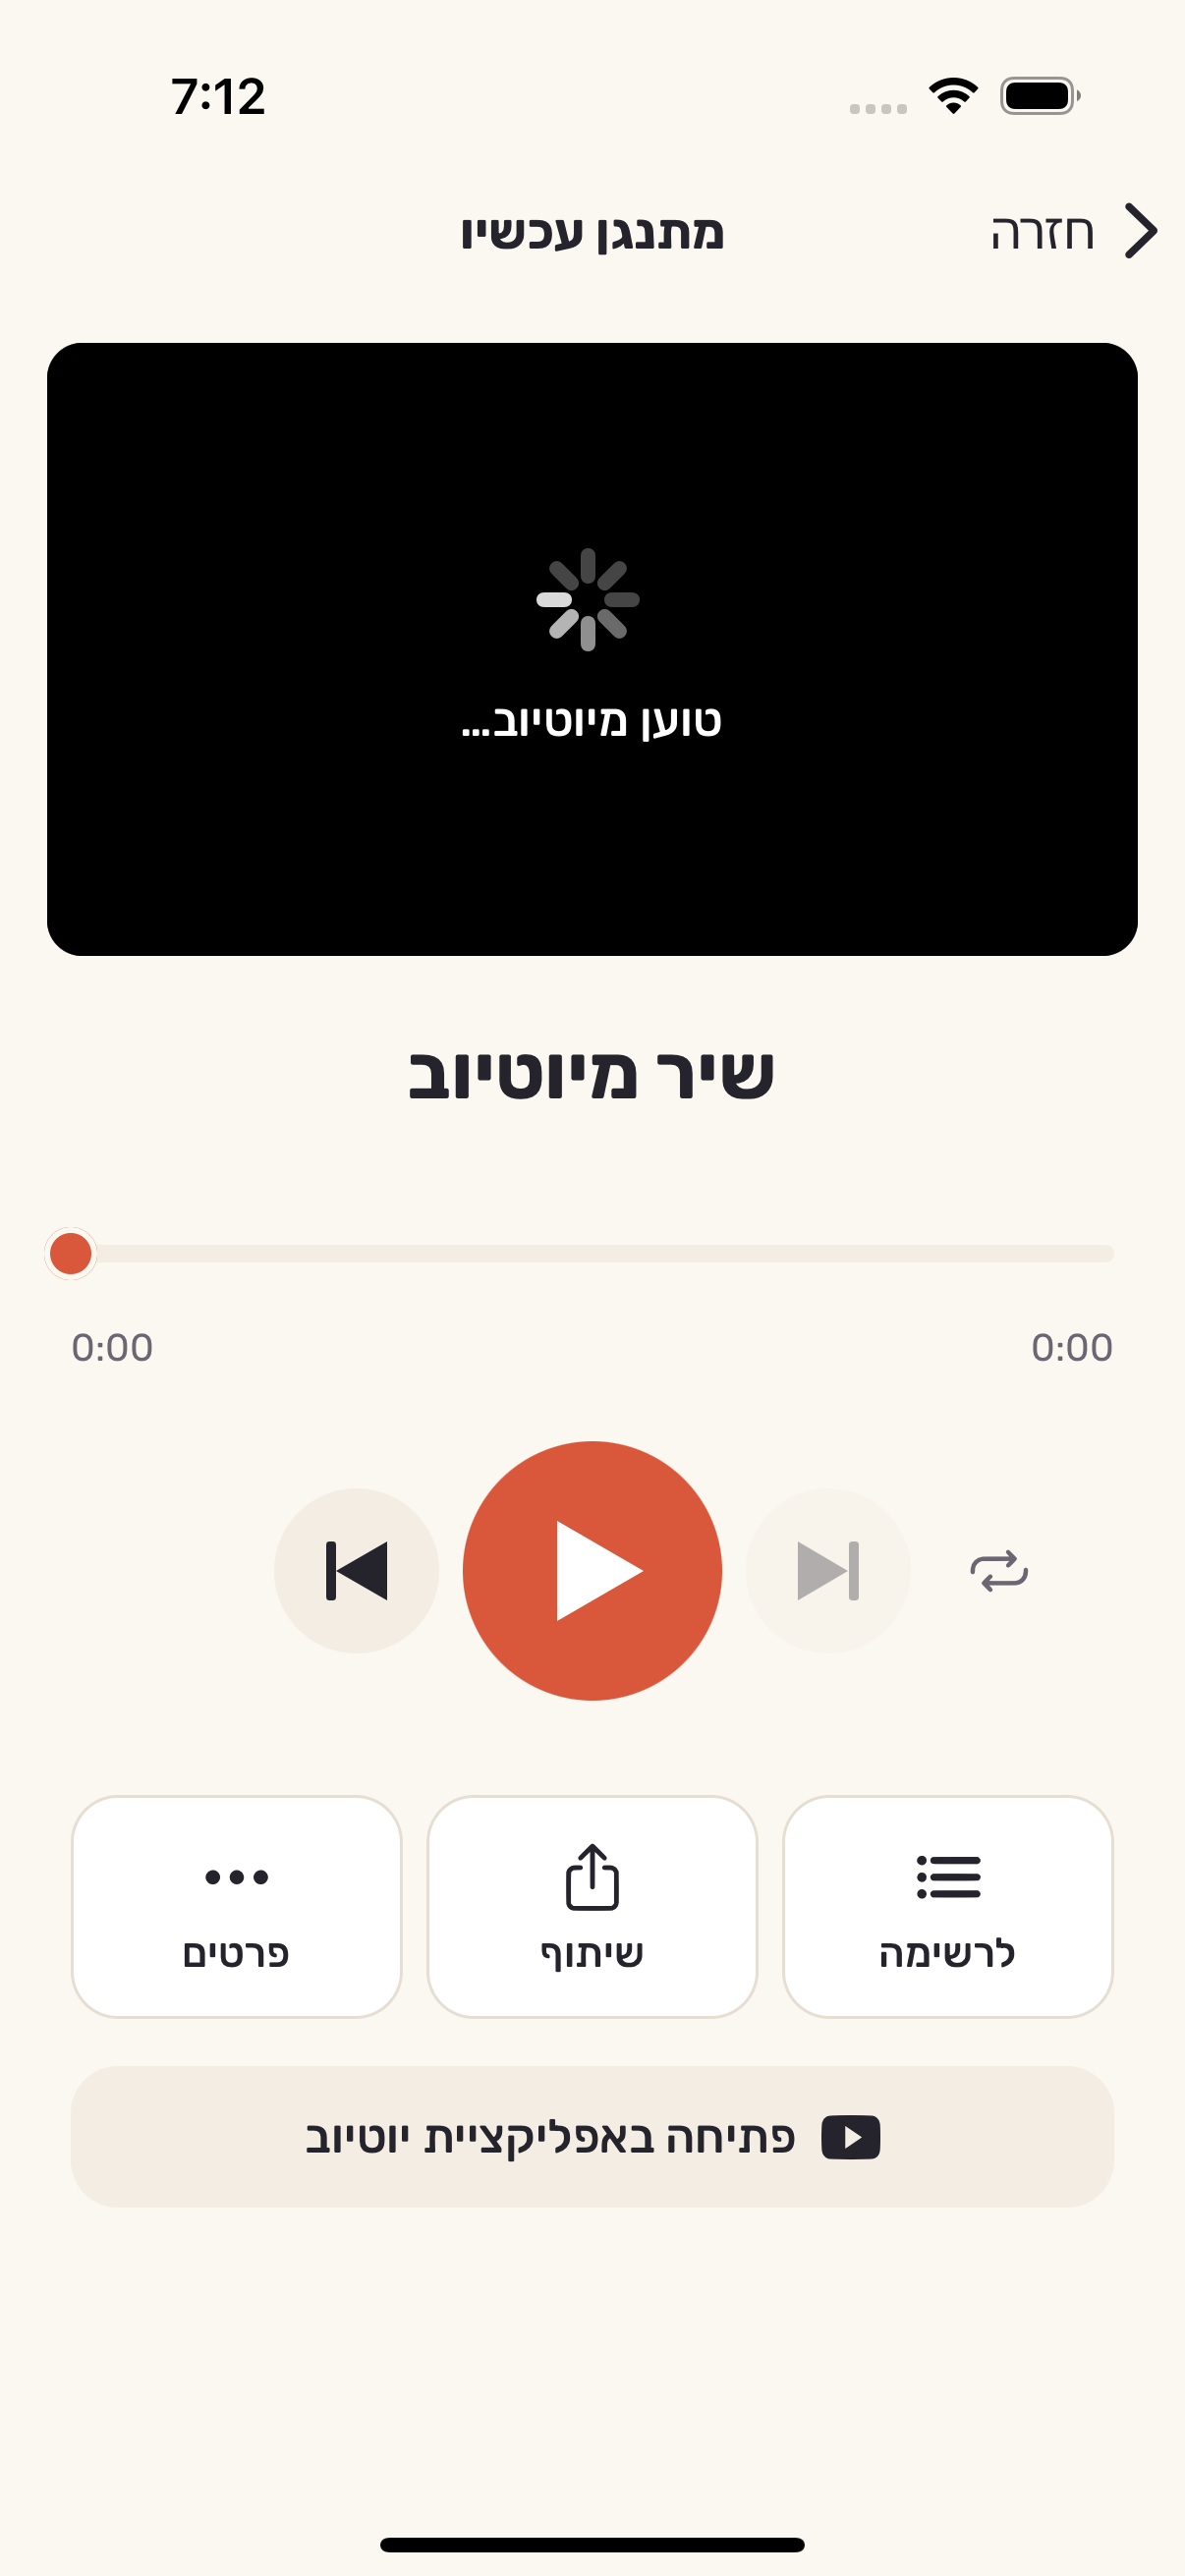 7:12
חזרה
מתנגן עכשיו
טוען מיוטיוב...
שיר מיוטיוב
0:00
0:00
לרשימה
שיתוף
פרטים
פתיחה באפליקציית יוטיוב